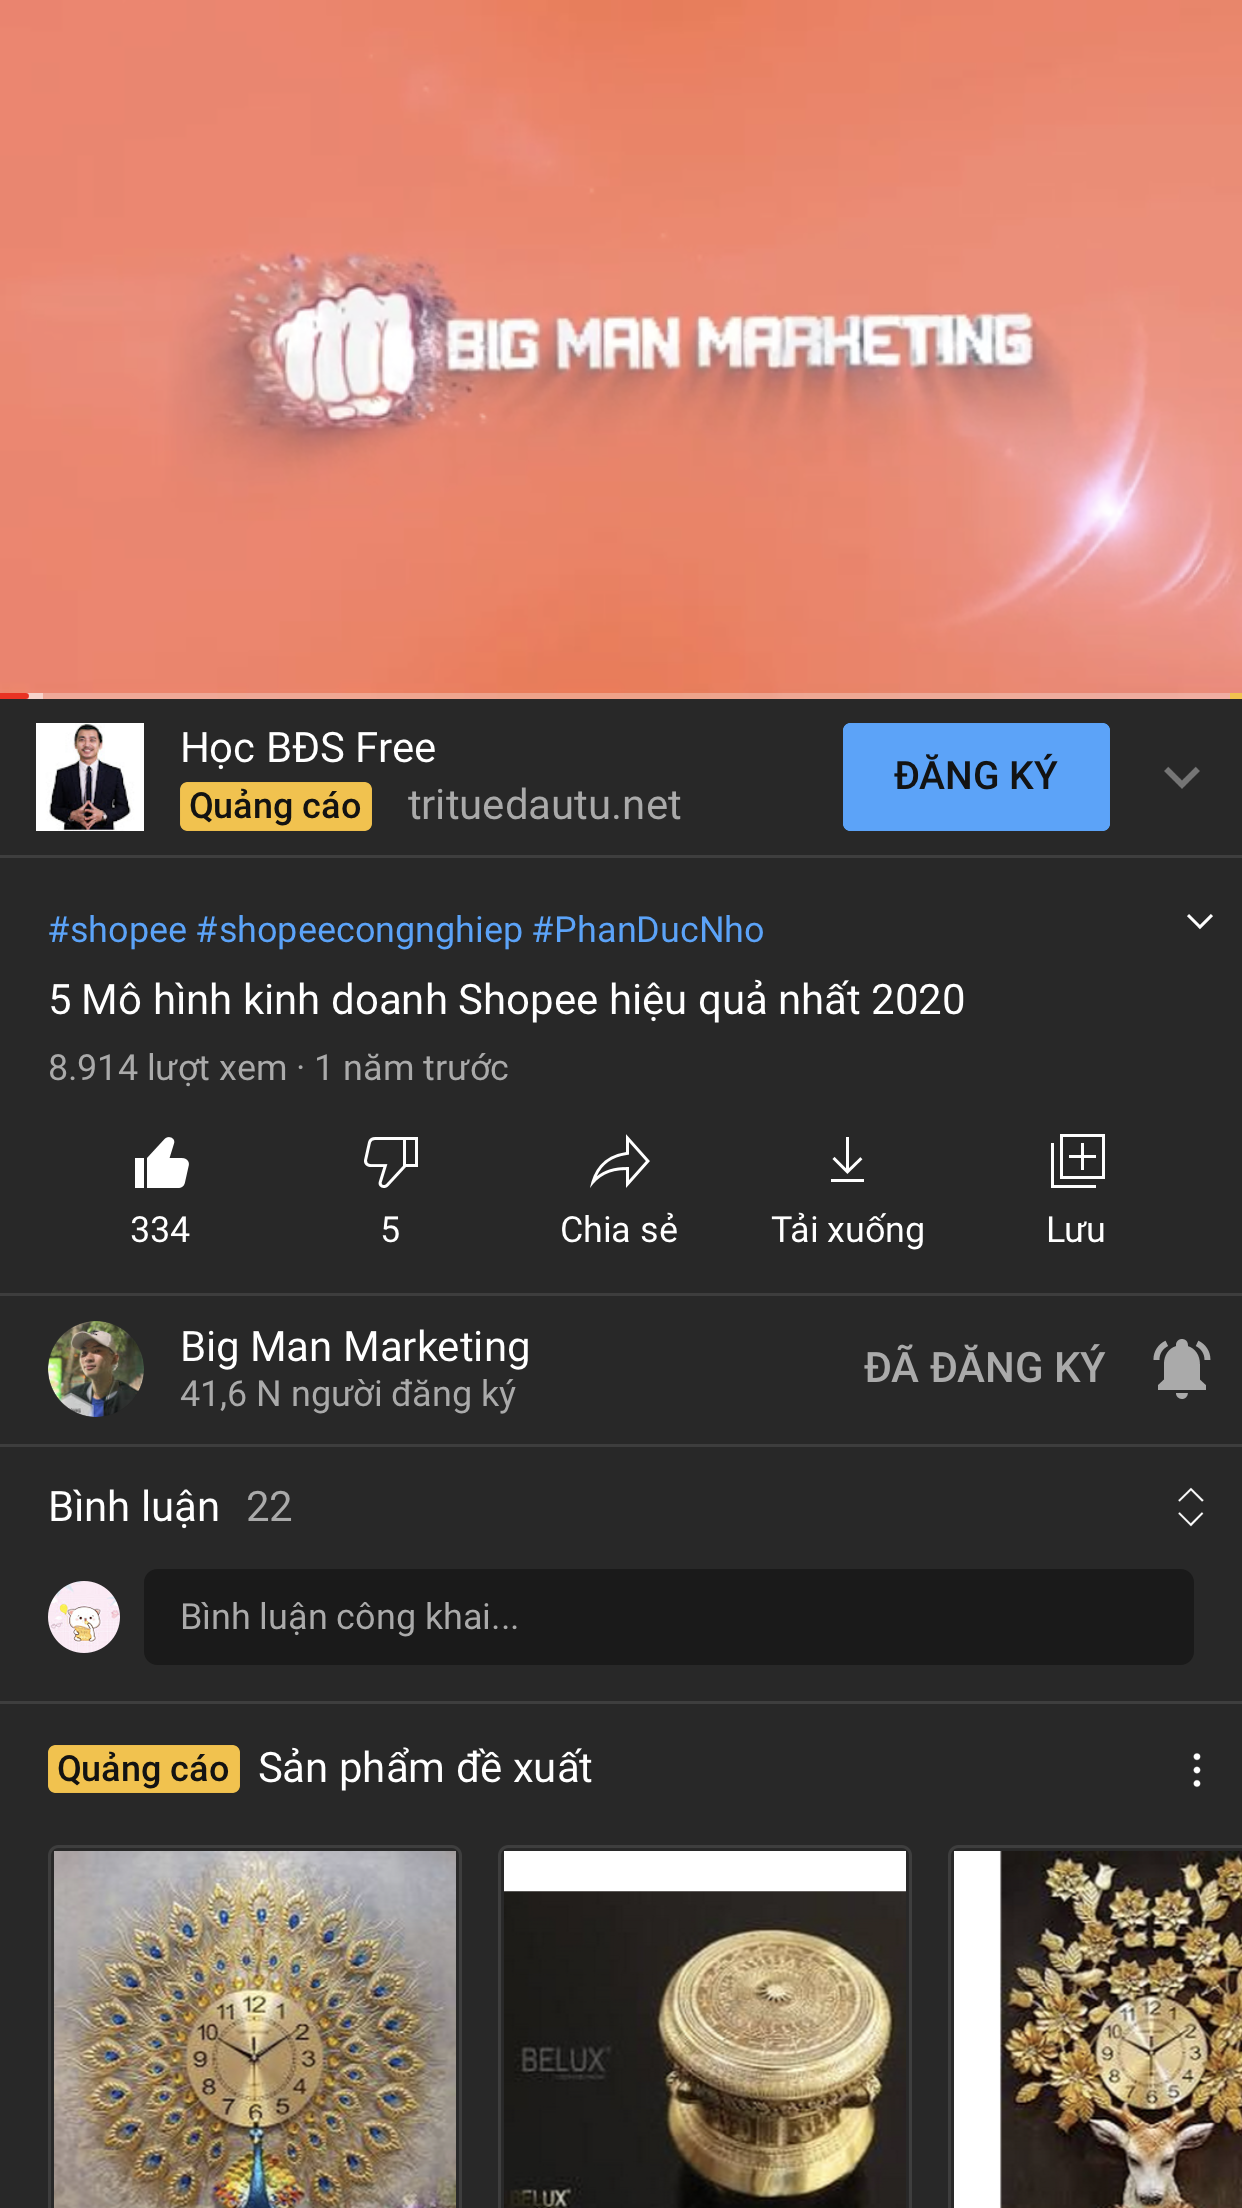 BIG MAN MARKETING
Học BĐS Free
Quảng cáo trituedautu.net
ĐĂNG KÝ
#shopee #shopeecongnghiep #PhanDucNho
5 Mô hình kinh doanh Shopee hiệu quả nhất 2020
8.914 lượt xem · 1 năm trước
334
5
Chia sẻ
Tải xuống
Lưu
Big Man Marketing
41,6 N người đăng ký
ĐÃ ĐĂNG KÝ
Bình luận 22
Bình luận công khai...
Quảng cáo Sản phẩm đề xuất
11 12 1
10 2
9 3
8 4
7 6 5
BELUX
BELUX
11 12 1
10 2
9 3
8 4
7 6 5